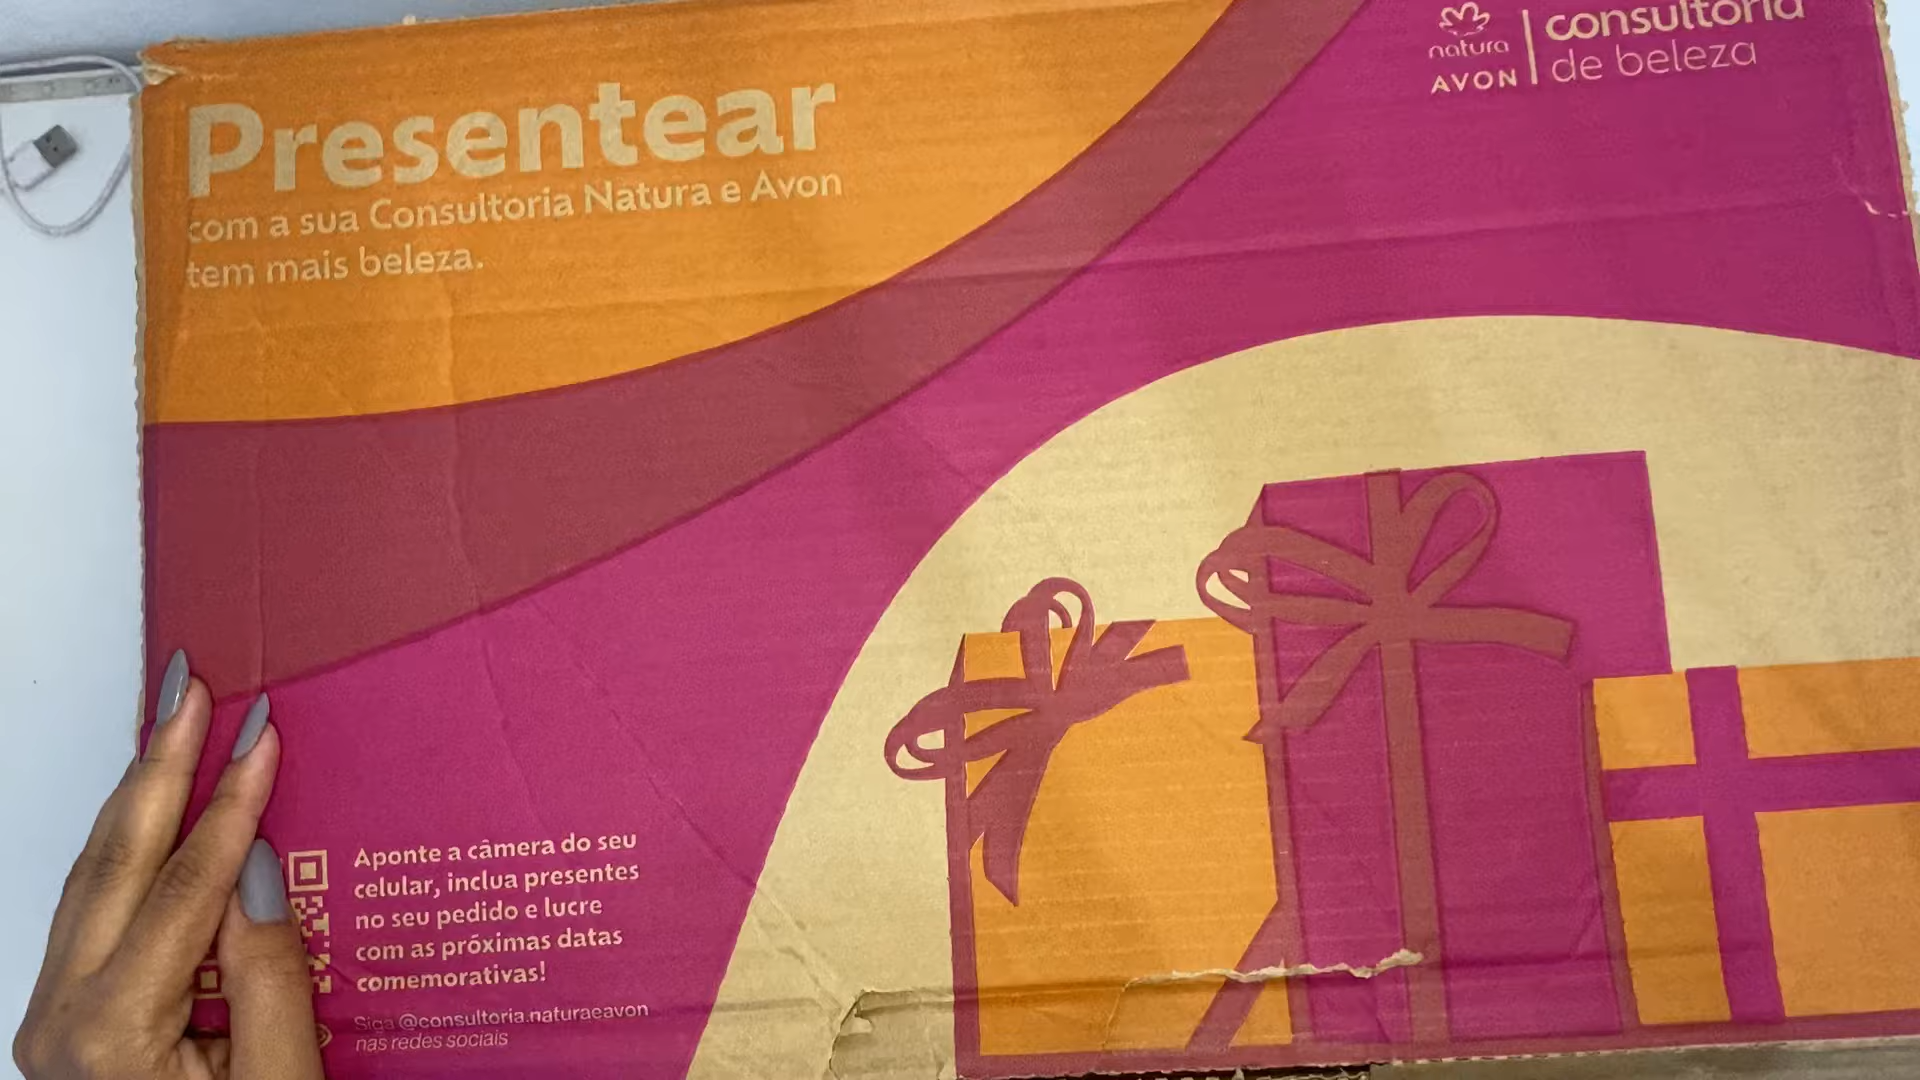 Presentear
com a sua Consultoria Natura e Avon
tem mais beleza.
natura
AVON
consultoria
de beleza
Aponte a câmera do seu
celular, inclua presentes
no seu pedido e lucre
com as próximas datas
comemorativas!
Siga @consultoria.naturaeavon
nas redes sociais